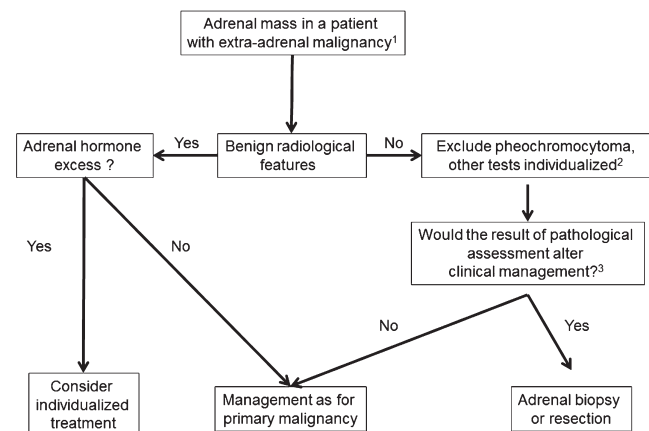 Adrenal mass in a patient
with extra-adrenal malignancy¹
Adrenal hormone
excess ?
Yes
Benign radiological
features
No
Exclude pheochromocytoma,
other tests individualized²
Would the result of pathological
assessment alter
clinical management?³
Yes
No
No
Yes
Consider
individualized
treatment
Management as for
primary malignancy
Adrenal biopsy
or resection